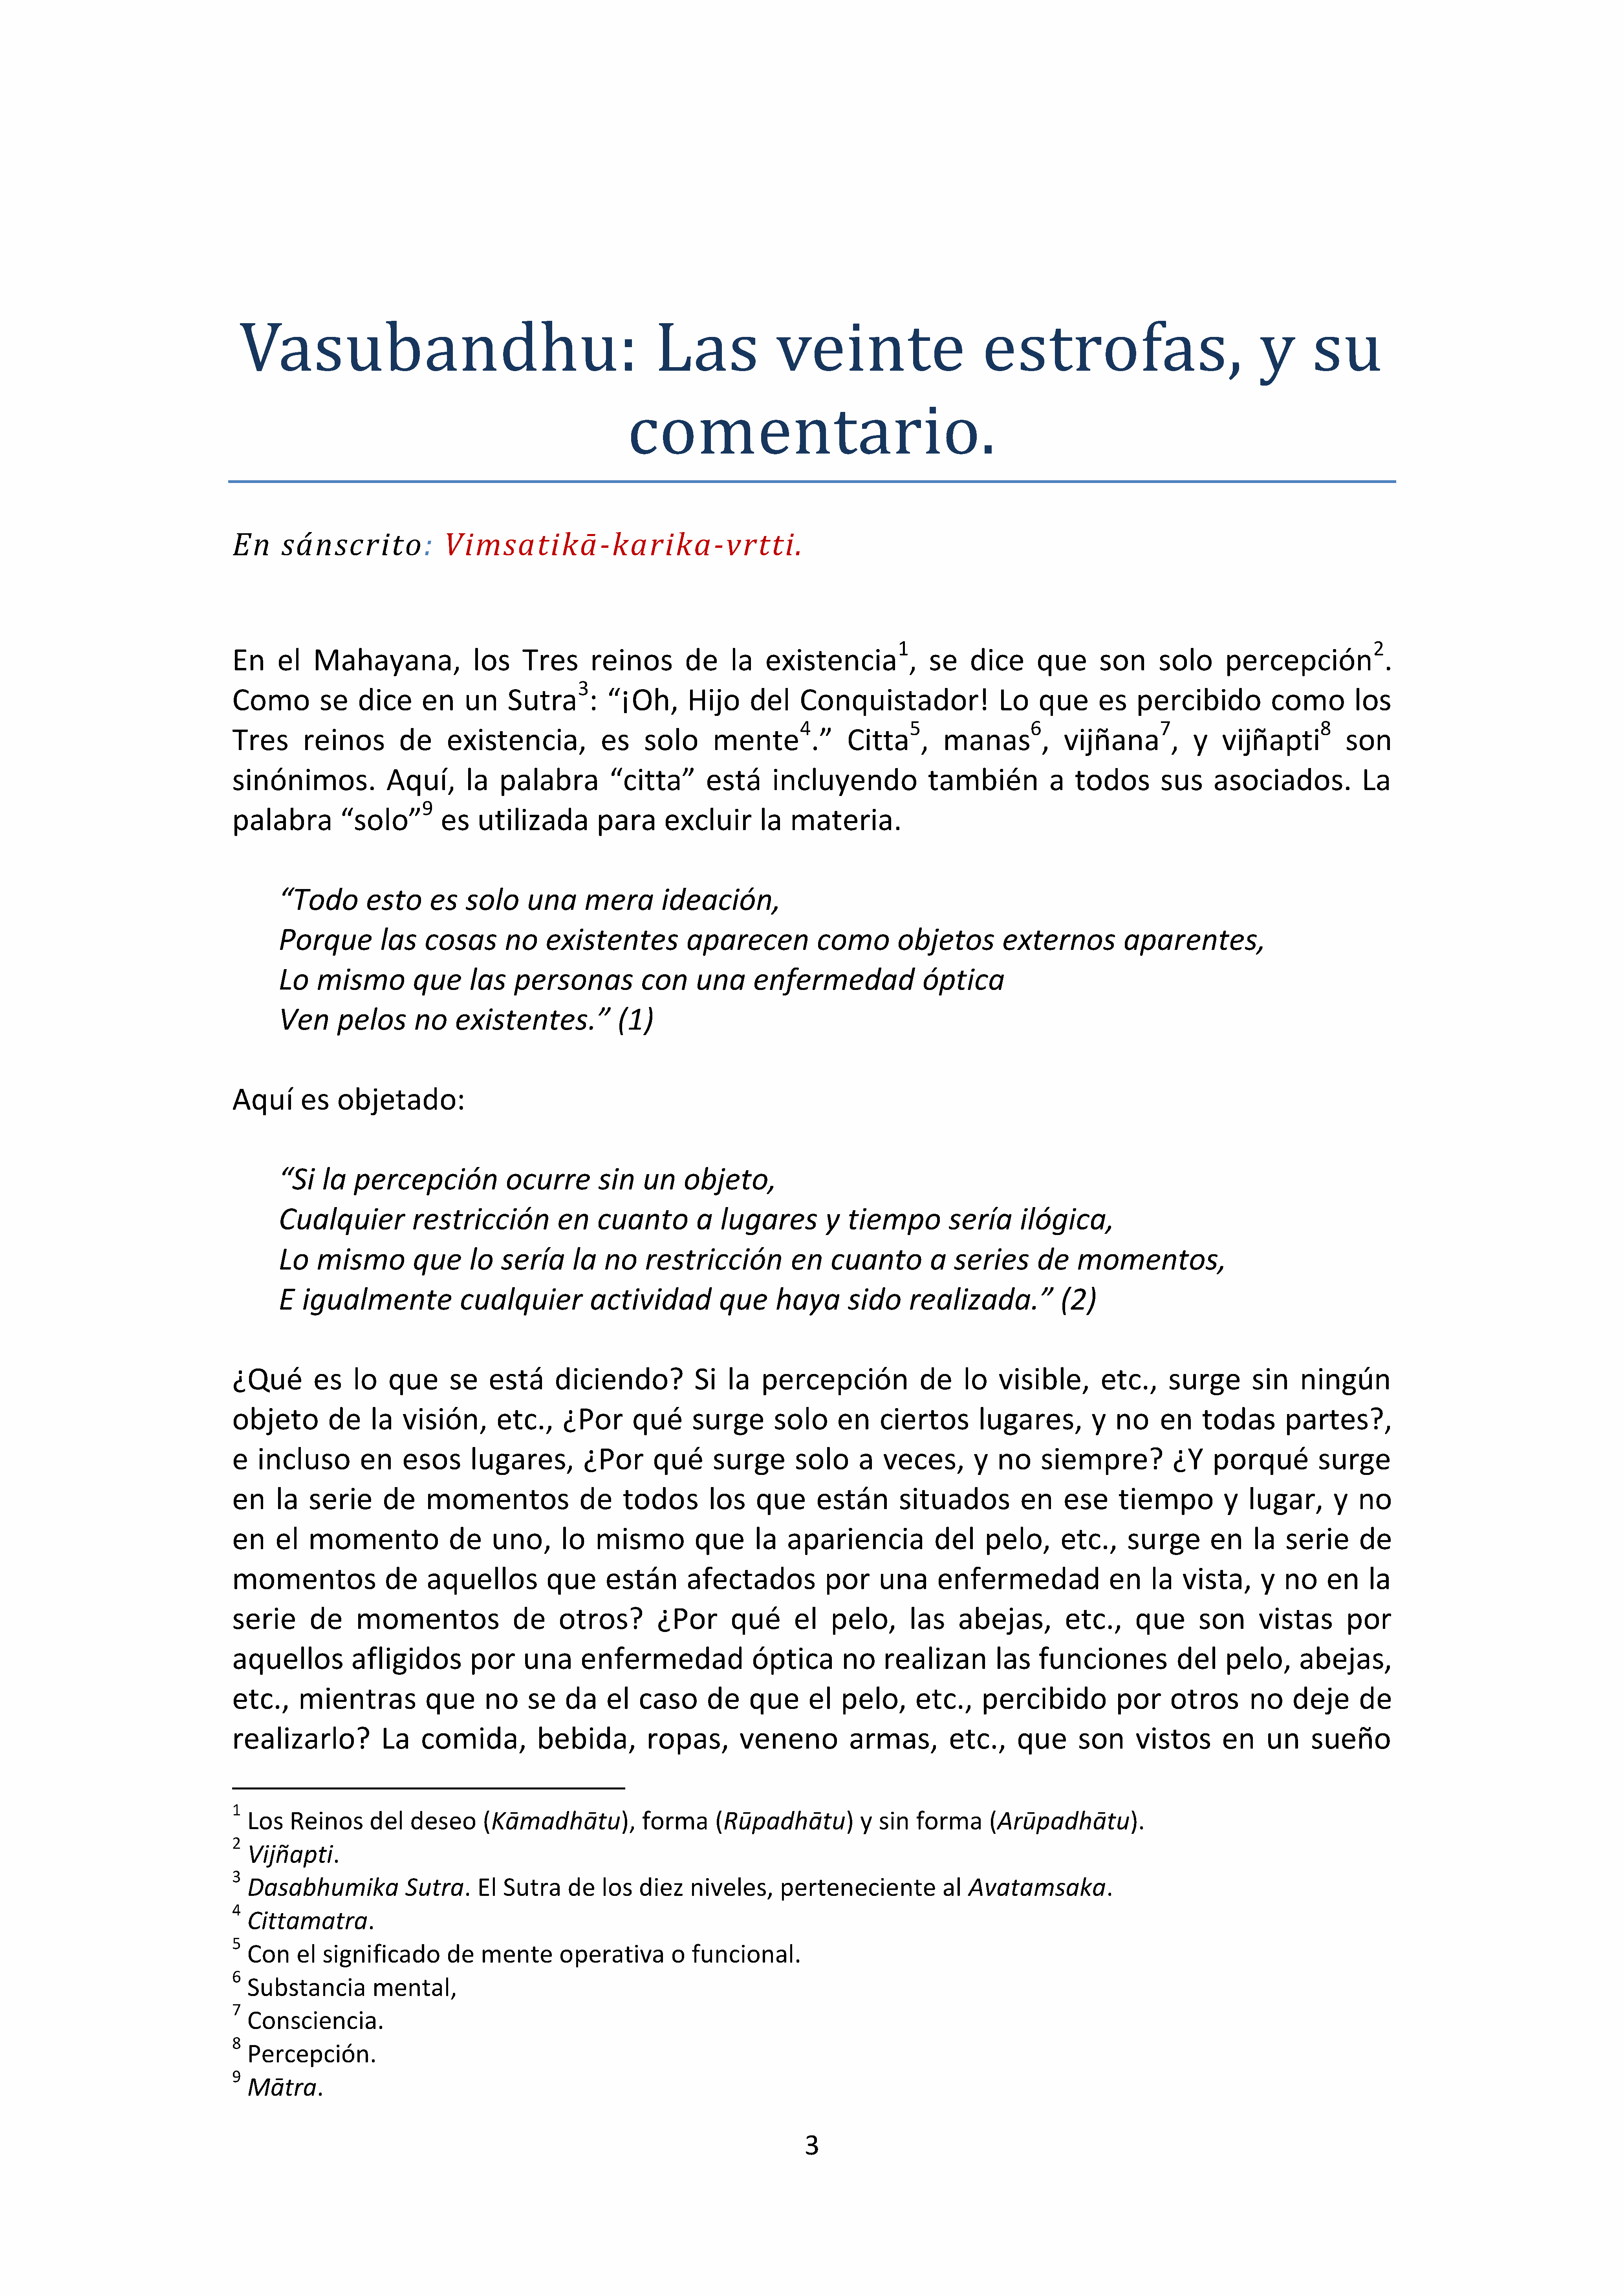 Vasubandhu: Las veinte estrofas, y su
comentario.
En sánscrito: Vimsatikā-karika-vrtti.
En el Mahayana, los Tres reinos de la existencia1, se dice que son solo percepción2.
Como se dice en un Sutra3: “¡Oh, Hijo del Conquistador! Lo que es percibido como los
Tres reinos de existencia, es solo mente4.” Citta5, manas6, vijñana7, y vijñapti8 son
sinónimos. Aquí, la palabra “citta” está incluyendo también a todos sus asociados. La
palabra “solo”9 es utilizada para excluir la materia.
“Todo esto es solo una mera ideación,
Porque las cosas no existentes aparecen como objetos externos aparentes,
Lo mismo que las personas con una enfermedad óptica
Ven pelos no existentes.” (1)
Aquí es objetado:
“Si la percepción ocurre sin un objeto,
Cualquier restricción en cuanto a lugares y tiempo sería ilógica,
Lo mismo que lo sería la no restricción en cuanto a series de momentos,
E igualmente cualquier actividad que haya sido realizada.” (2)
¿Qué es lo que se está diciendo? Si la percepción de lo visible, etc., surge sin ningún
objeto de la visión, etc., ¿Por qué surge solo en ciertos lugares, y no en todas partes?,
e incluso en esos lugares, ¿Por qué surge solo a veces, y no siempre? ¿Y porqué surge
en la serie de momentos de todos los que están situados en ese tiempo y lugar, y no
en el momento de uno, lo mismo que la apariencia del pelo, etc., surge en la serie de
momentos de aquellos que están afectados por una enfermedad en la vista, y no en la
serie de momentos de otros? ¿Por qué el pelo, las abejas, etc., que son vistas por
aquellos afligidos por una enfermedad óptica no realizan las funciones del pelo, abejas,
etc., mientras que no se da el caso de que el pelo, etc., percibido por otros no deje de
realizarlo? La comida, bebida, ropas, veneno armas, etc., que son vistos en un sueño
1 Los Reinos del deseo (Kāmadhātu), forma (Rūpadhātu) y sin forma (Arūpadhātu).
2 Vijñapti.
3 Dasabhumika Sutra. El Sutra de los diez niveles, perteneciente al Avatamsaka.
4 Cittamatra.
5 Con el significado de mente operativa o funcional.
6 Substancia mental,
7 Consciencia.
8 Percepción.
9 Mātra.
3